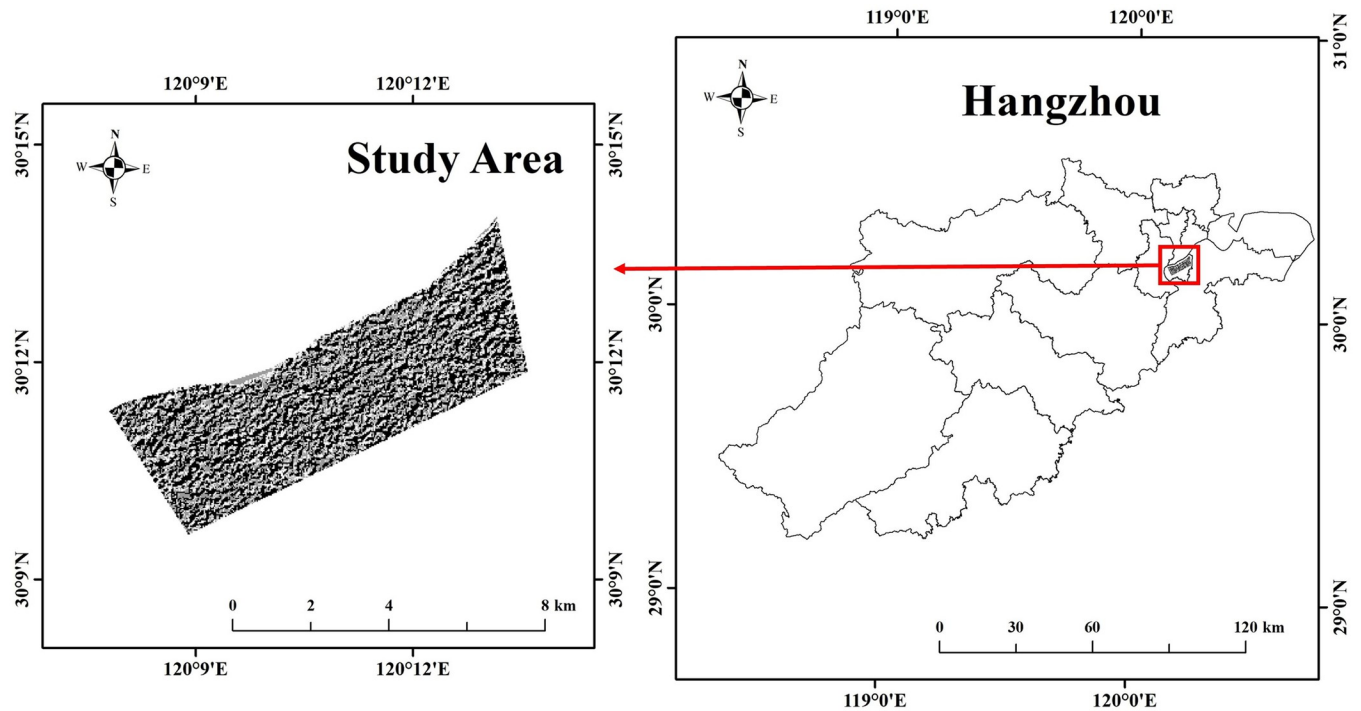 120°9'E 120°12'E
30°15'N 30°15'N
N
W E
S
Study Area
30°12'N 30°12'N
30°9'N 30°9'N
0 2 4 8 km
120°9'E 120°12'E
119°0'E 120°0'E
31°0'N
N
W E
S
Hangzhou
30°0'N 30°0'N
29°0'N 29°0'N
0 30 60 120 km
119°0'E 120°0'E